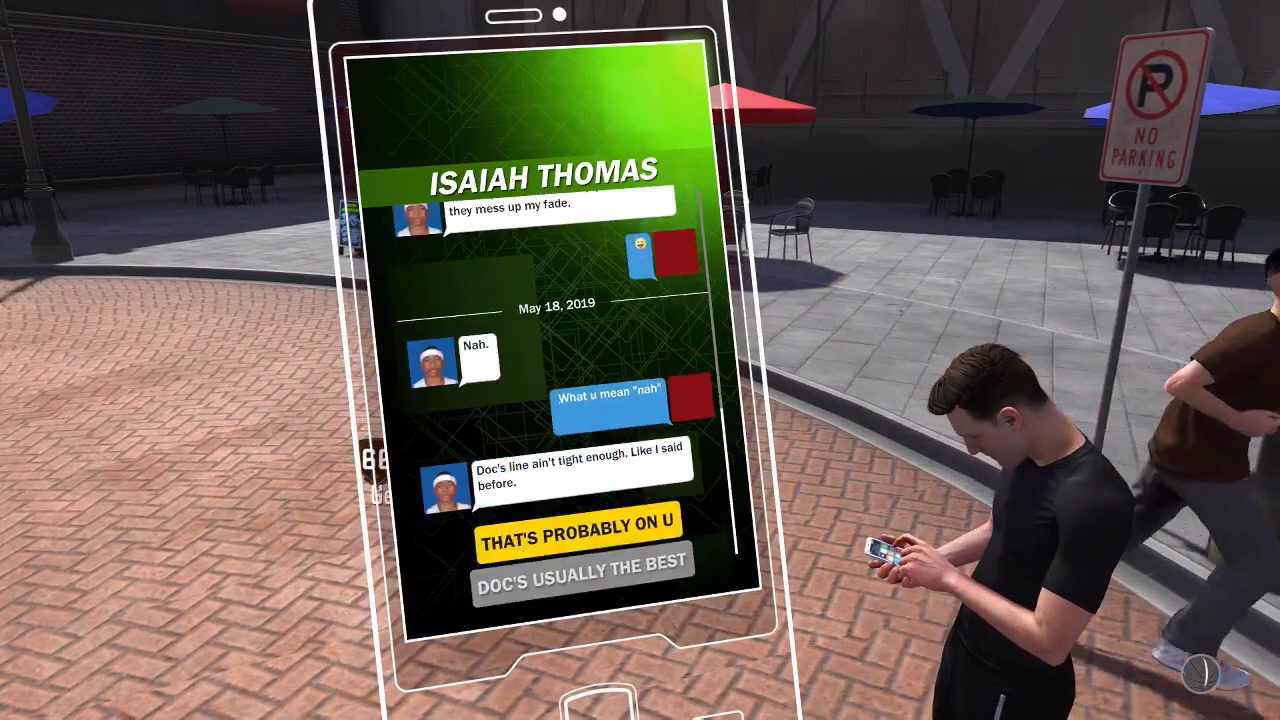 ISAIAH THOMAS
they mess up my fade.
May 18, 2019
Nah.
What u mean "nah"
Doc's line ain't tight enough. Like I said
before.
THAT'S PROBABLY ON U
DOC'S USUALLY THE BEST
P
NO
PARKING